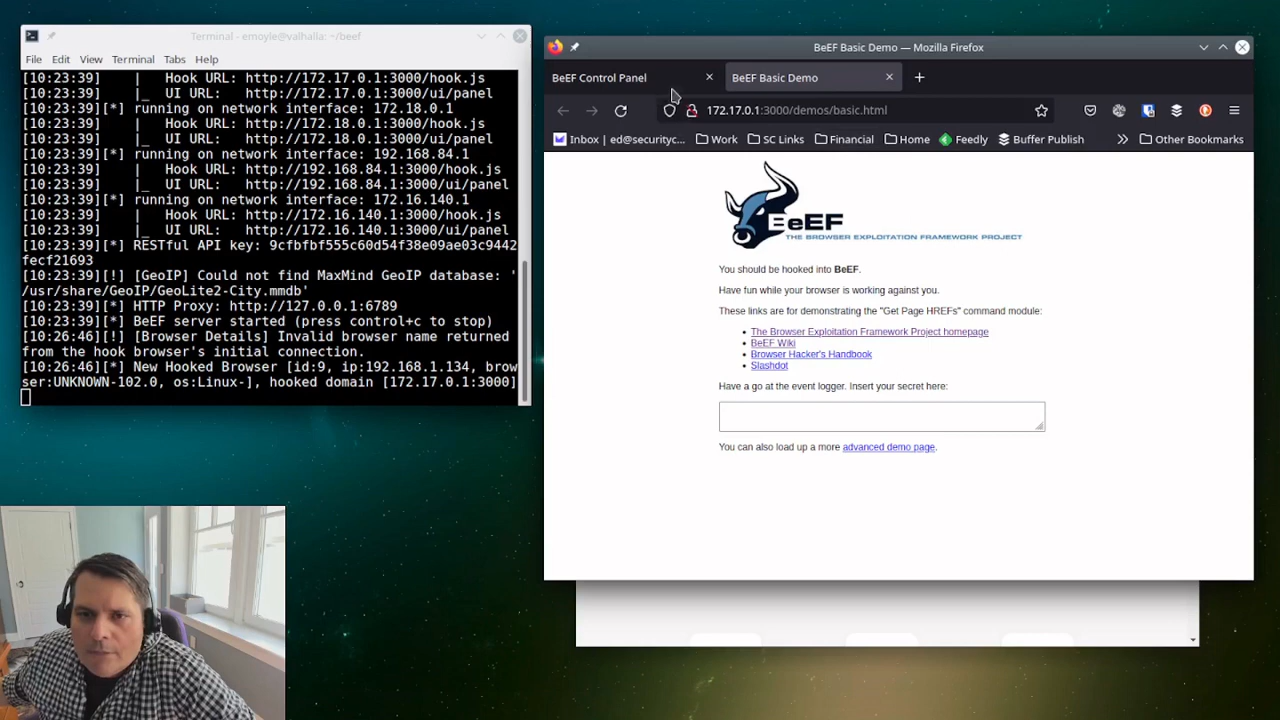 Terminal - emoyle@valhalla: ~/beef
File Edit View Terminal Tabs Help
[10:23:39] | Hook URL: http://172.17.0.1:3000/hook.js
[10:23:39] |_ UI URL: http://172.17.0.1:3000/ui/panel
[10:23:39][*] running on network interface: 172.18.0.1
[10:23:39] | Hook URL: http://172.18.0.1:3000/hook.js
[10:23:39] |_ UI URL: http://172.18.0.1:3000/ui/panel
[10:23:39][*] running on network interface: 192.168.84.1
[10:23:39] | Hook URL: http://192.168.84.1:3000/hook.js
[10:23:39] |_ UI URL: http://192.168.84.1:3000/ui/panel
[10:23:39][*] running on network interface: 172.16.140.1
[10:23:39] | Hook URL: http://172.16.140.1:3000/hook.js
[10:23:39] |_ UI URL: http://172.16.140.1:3000/ui/panel
[10:23:39][*] RESTful API key: 9cfbf05f555c60d54f38e09ae03c9442
fecf21693
[10:23:39][!] [GeoIP] Could not find MaxMind GeoIP database: '
/usr/share/GeoIP/GeoLite2-City.mmdb'
[10:23:39][*] HTTP Proxy: http://127.0.0.1:6789
[10:23:39][*] BeEF server started (press control+c to stop)
[10:26:41][!] [Browser Details] Invalid browser name returned
from the hook browser's initial connection.
[10:26:40][*] New Hooked Browser [id:9, ip:192.168.1.134, brow
ser:UNKNOWN-102.0, os:Linux-], hooked domain [172.17.0.1:3000]
BeEF Basic Demo — Mozilla Firefox
BeEF Control Panel
BeEF Basic Demo
172.17.0.1:3000/demos/basic.html
Inbox | ed@securityc... Work SC Links Financial Home Feedly Buffer Publish Other Bookmarks
BeEF
THE BROWSER EXPLOITATION FRAMEWORK PROJECT
You should be hooked into BeEF.
Have fun while your browser is working against you.
These links are for demonstrating the "Get Page HREFs" command module:
The Browser Exploitation Framework Project homepage
BeEF Wiki
Browser Hacker's Handbook
Slashdot
Have a go at the event logger. Insert your secret here:
You can also load up a more advanced demo page.